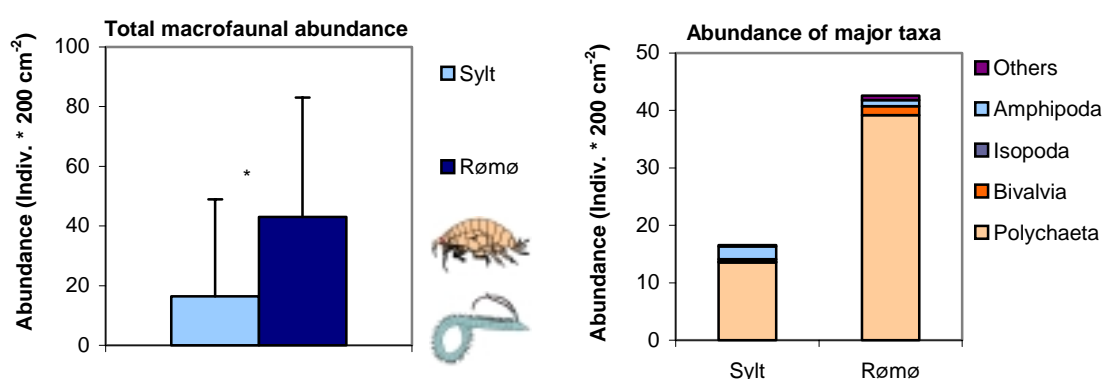 Total macrofaunal abundance
Abundance (Indiv. * 200 cm-2)
100
80
60
40
20
0
*
Sylt
Rømø
Abundance of major taxa
Abundance (Indiv. * 200 cm-2)
50
40
30
20
10
0
Sylt
Rømø
Others
Amphipoda
Isopoda
Bivalvia
Polychaeta